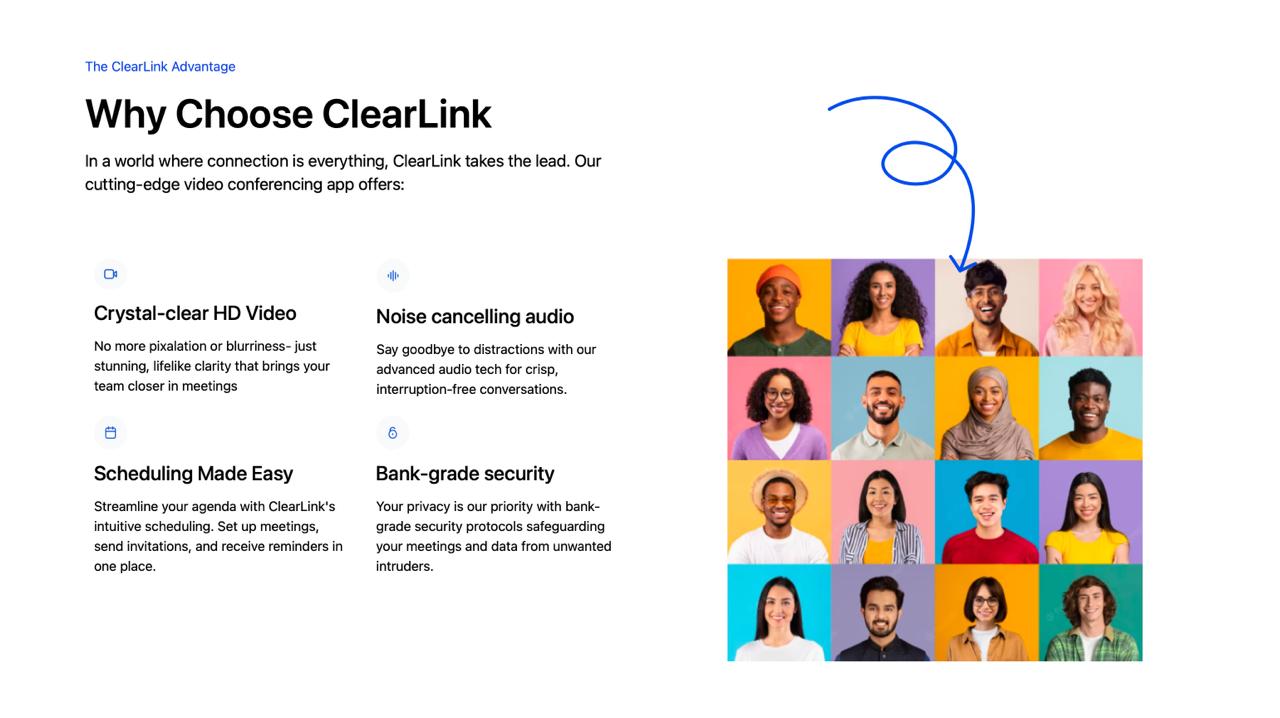 The ClearLink Advantage
Why Choose ClearLink
In a world where connection is everything, ClearLink takes the lead. Our
cutting-edge video conferencing app offers:
Crystal-clear HD Video
No more pixalation or blurriness- just
stunning, lifelike clarity that brings your
team closer in meetings
Noise cancelling audio
Say goodbye to distractions with our
advanced audio tech for crisp,
interruption-free conversations.
Scheduling Made Easy
Streamline your agenda with ClearLink's
intuitive scheduling. Set up meetings,
send invitations, and receive reminders in
one place.
Bank-grade security
Your privacy is our priority with bank-
grade security protocols safeguarding
your meetings and data from unwanted
intruders.